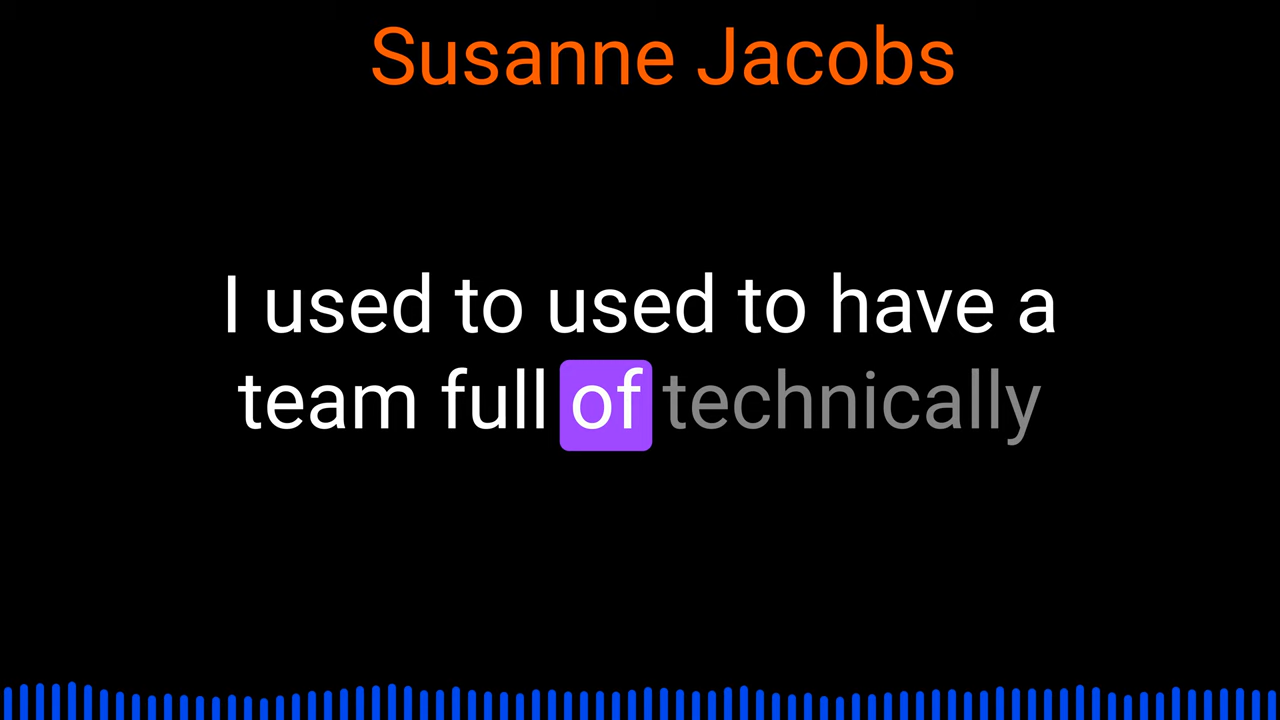 Susanne Jacobs
I used to used to have a
team full of technically